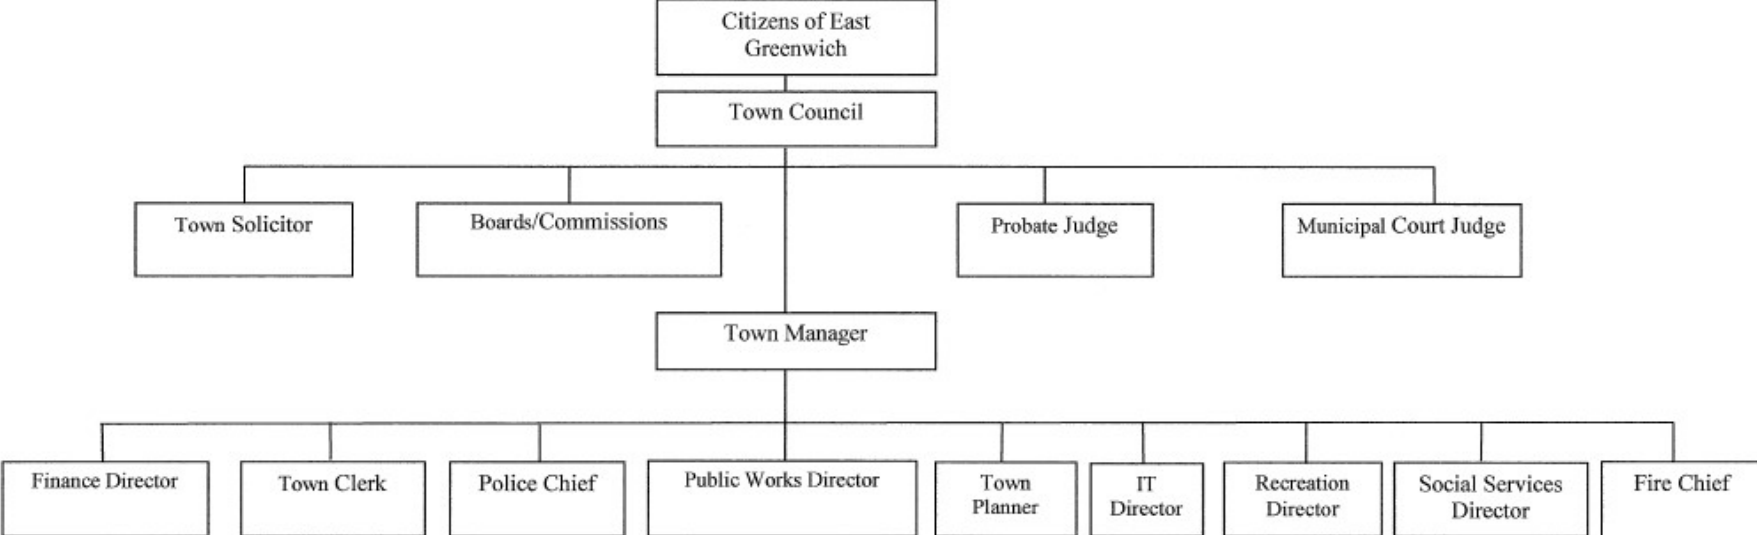 Citizens of East
Greenwich
Town Council
Town Solicitor
Boards/Commissions
Probate Judge
Municipal Court Judge
Town Manager
Finance Director
Town Clerk
Police Chief
Public Works Director
Town
Planner
IT
Director
Recreation
Director
Social Services
Director
Fire Chief